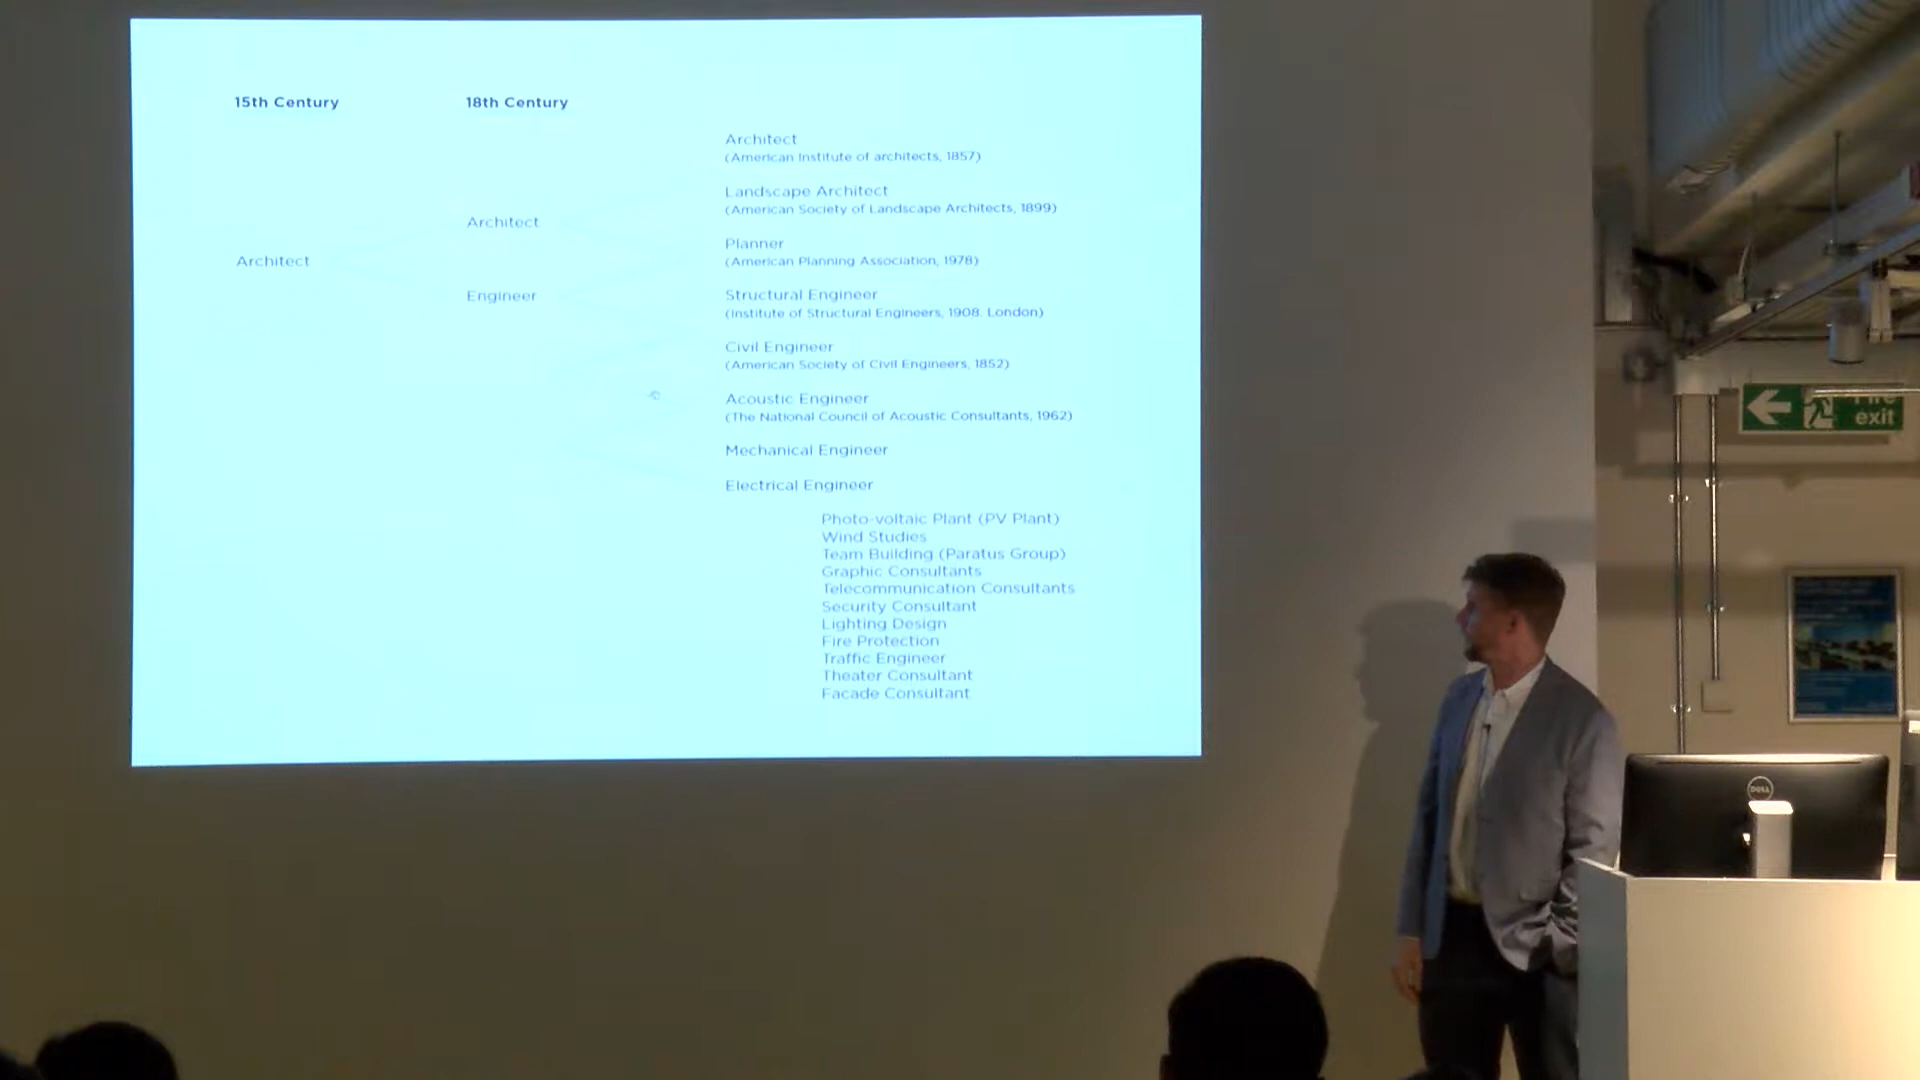 15th Century
18th Century
Architect
Architect
Engineer
Architect
(American Institute of architects, 1857)
Landscape Architect
(American Society of Landscape Architects, 1899)
Planner
(American Planning Association, 1978)
Structural Engineer
(Institute of Structural Engineers, 1908. London)
Civil Engineer
(American Society of Civil Engineers, 1852)
Acoustic Engineer
(The National Council of Acoustic Consultants, 1962)
Mechanical Engineer
Electrical Engineer
Photo-voltaic Plant (PV Plant)
Wind Studies
Team Building (Paratus Group)
Graphic Consultants
Telecommunication Consultants
Security Consultant
Lighting Design
Fire Protection
Traffic Engineer
Theater Consultant
Facade Consultant
Fire
exit
DELL